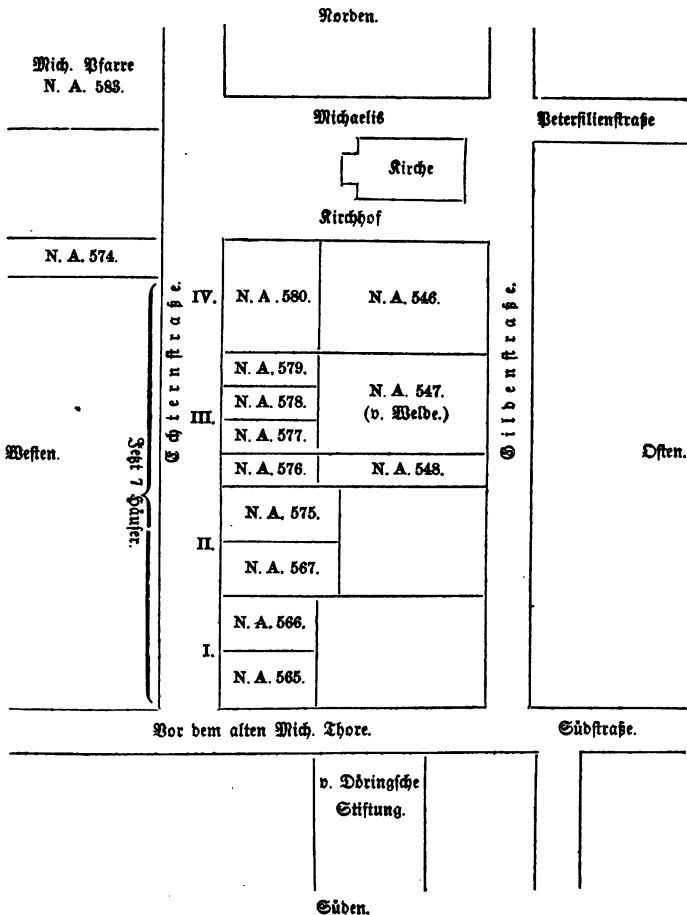 Norden.
Mich. Pfarre
N. A. 583.
Michaelis
Petersilienstraße
Kirche
Kirchhof
N. A. 574.
Echternstraße.
IV.
N. A. 580.
N. A. 546.
Gildenstraße.
N. A. 579.
N. A. 547.
(v. Welde.)
N. A. 578.
III.
N. A. 577.
Westen.
Jetzt 7 Häuser.
Osten.
N. A. 576.
N. A. 548.
N. A. 575.
II.
N. A. 567.
N. A. 566.
I.
N. A. 565.
Vor dem alten Mich. Thore.
Südstraße.
v. Döringsche
Stiftung.
Süden.